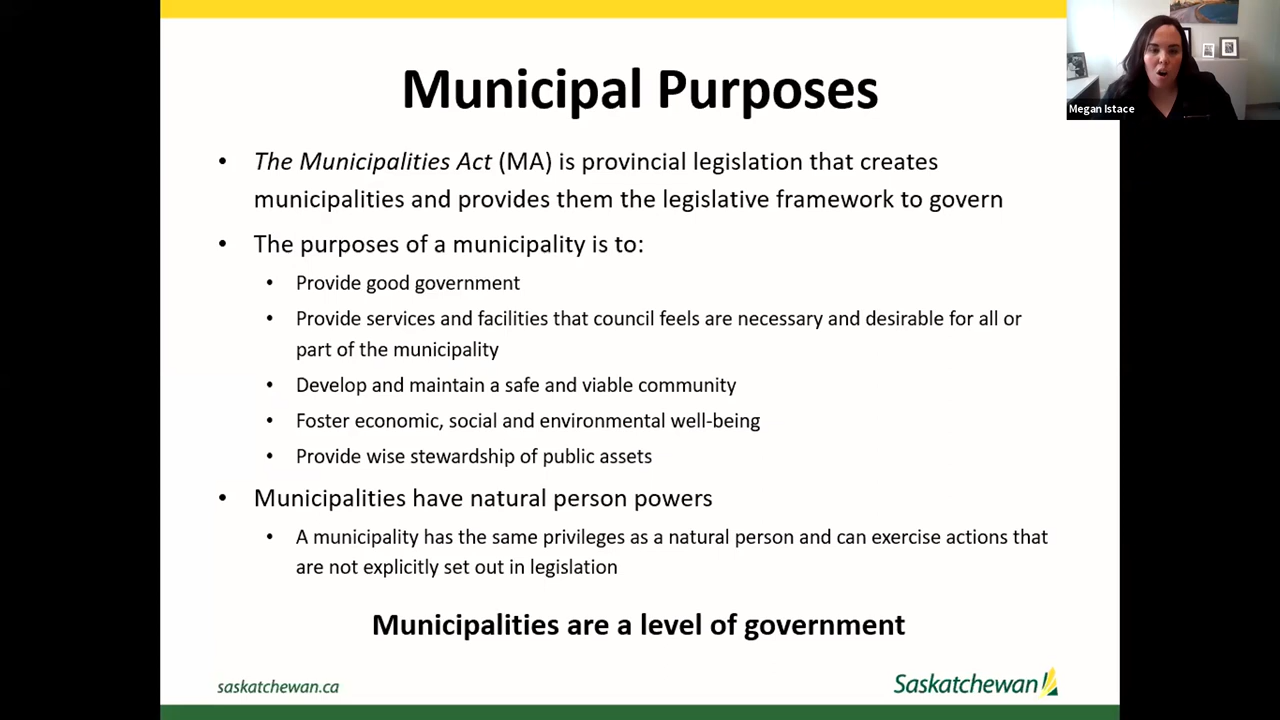 Municipal Purposes
Megan Istace
• The Municipalities Act (MA) is provincial legislation that creates
municipalities and provides them the legislative framework to govern
• The purposes of a municipality is to:
• Provide good government
• Provide services and facilities that council feels are necessary and desirable for all or
part of the municipality
• Develop and maintain a safe and viable community
• Foster economic, social and environmental well-being
• Provide wise stewardship of public assets
• Municipalities have natural person powers
• A municipality has the same privileges as a natural person and can exercise actions that
are not explicitly set out in legislation
Municipalities are a level of government
saskatchewan.ca
Saskatchewan